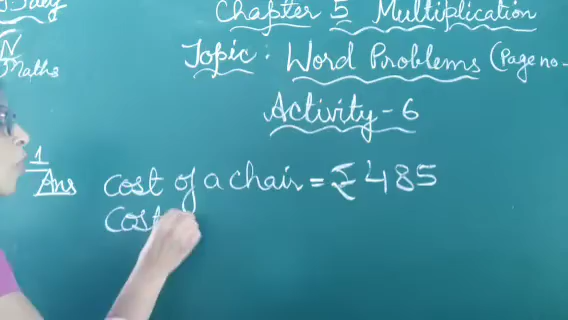 Chapter 5 Multiplication
N
Maths
Topic: Word Problems (Page no-
Activity-6
1
Ans
cost of a chair = ₹485
Cost